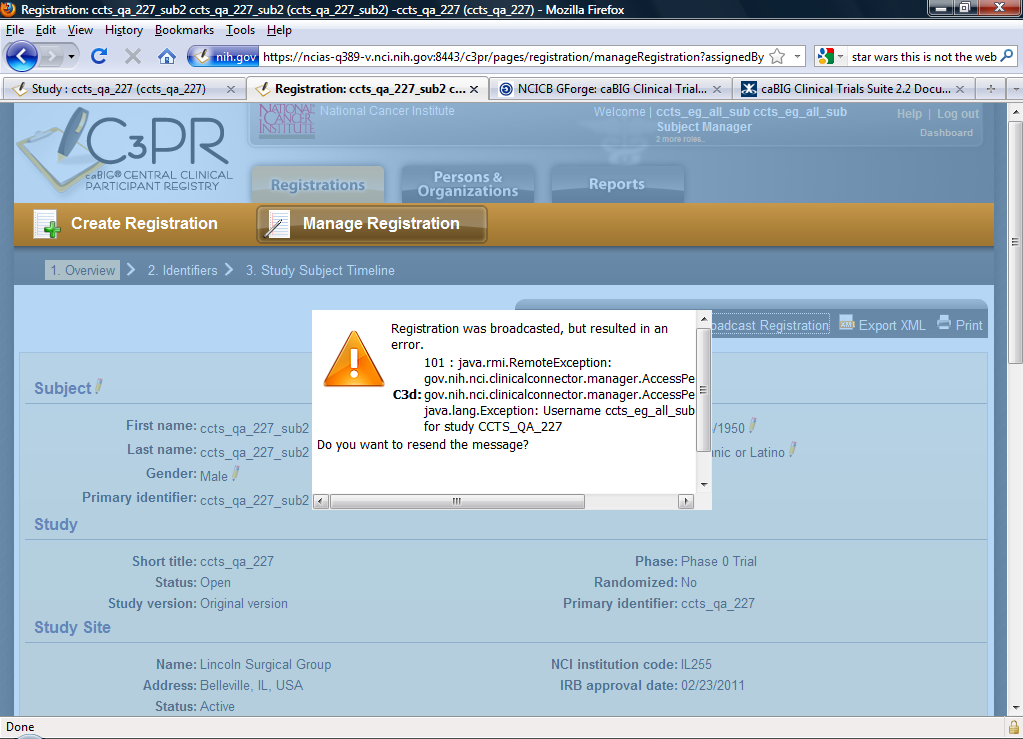 Registration: ccts_qa_227_sub2 ccts_qa_227_sub2 (ccts_qa_227_sub2) -ccts_qa_227 (ccts_qa_227) - Mozilla Firefox
File Edit View History Bookmarks Tools Help
nih.gov https://ncias-q389-v.nci.nih.gov:8443/c3pr/pages/registration/manageRegistration?assignedBy star wars this is not the web
Study : ccts_qa_227 (ccts_qa_227) Registration: ccts_qa_227_sub2 c... NCICB GForge: caBIG Clinical Trial... caBIG Clinical Trials Suite 2.2 Docu...
C3PR
caBIG® CENTRAL CLINICAL
PARTICIPANT REGISTRY
NATIONAL
CANCER
INSTITUTE
National Cancer Institute
Welcome | ccts_eg_all_sub ccts_eg_all_sub
Subject Manager
2 more roles..
Help | Log out
Dashboard
Registrations
Persons &
Organizations
Reports
Create Registration Manage Registration
1. Overview 2. Identifiers 3. Study Subject Timeline
oadcast Registration XML Export XML Print
Registration was broadcasted, but resulted in an
error.
101 : java.rmi.RemoteException:
gov.nih.nci.clinicalconnector.manager.AccessPe
C3d: gov.nih.nci.clinicalconnector.manager.AccessPe
java.lang.Exception: Username ccts_eg_all_sub
for study CCTS_QA_227
Do you want to resend the message?
Subject
First name: ccts_qa_227_sub2 /1950
Last name: ccts_qa_227_sub2 anic or Latino
Gender: Male
Primary identifier: ccts_qa_227_sub2
Study
Short title: ccts_qa_227 Phase: Phase 0 Trial
Status: Open Randomized: No
Study version: Original version Primary identifier: ccts_qa_227
Study Site
Name: Lincoln Surgical Group NCI institution code: IL255
Address: Belleville, IL, USA IRB approval date: 02/23/2011
Status: Active
Done